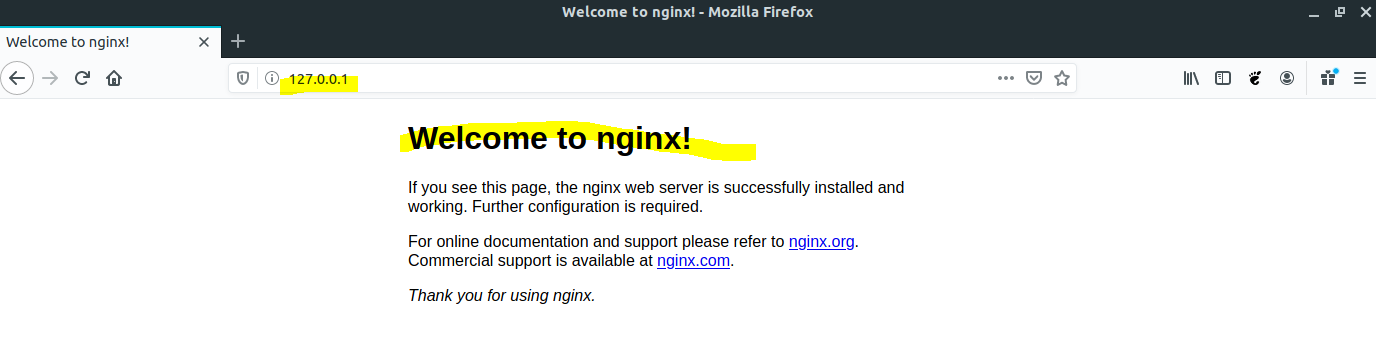 Welcome to nginx! - Mozilla Firefox
Welcome to nginx!
127.0.0.1
Welcome to nginx!
If you see this page, the nginx web server is successfully installed and
working. Further configuration is required.
For online documentation and support please refer to nginx.org.
Commercial support is available at nginx.com.
Thank you for using nginx.